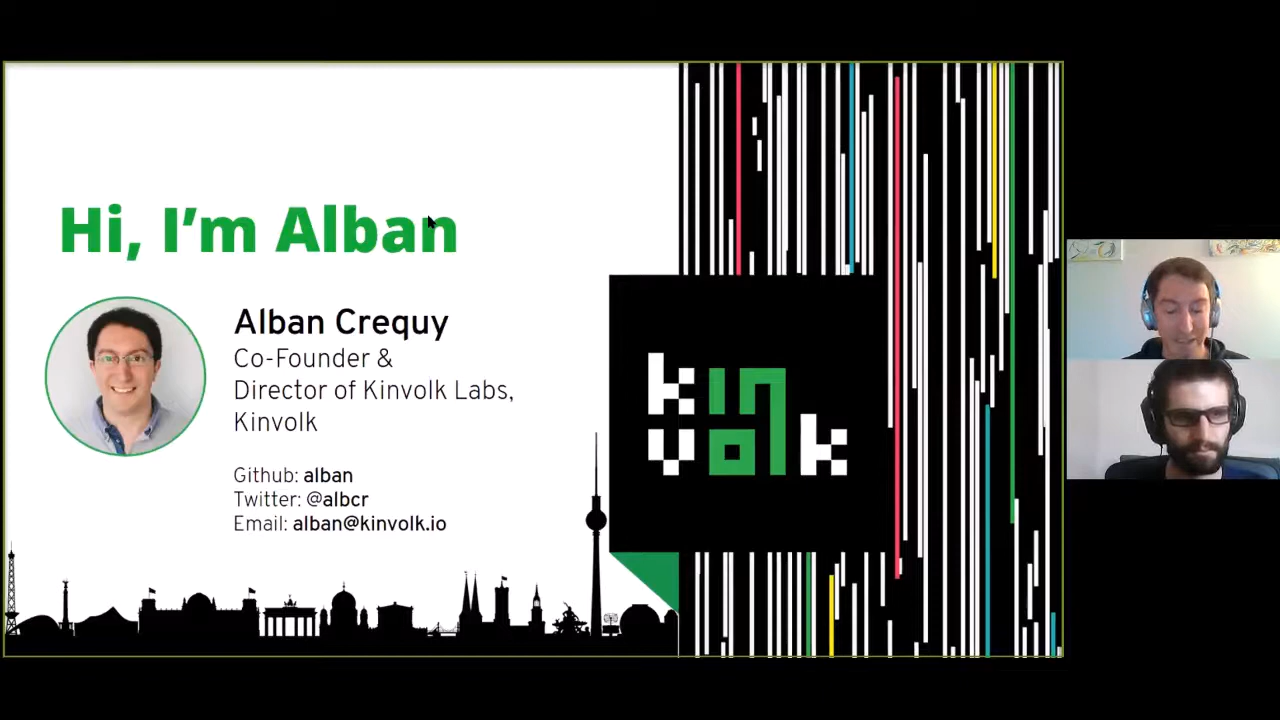 Hi, I’m Alban
Alban Crequy
Co-Founder &
Director of Kinvolk Labs,
Kinvolk
Github: alban
Twitter: @albcr
Email: alban@kinvolk.io
kin
volk